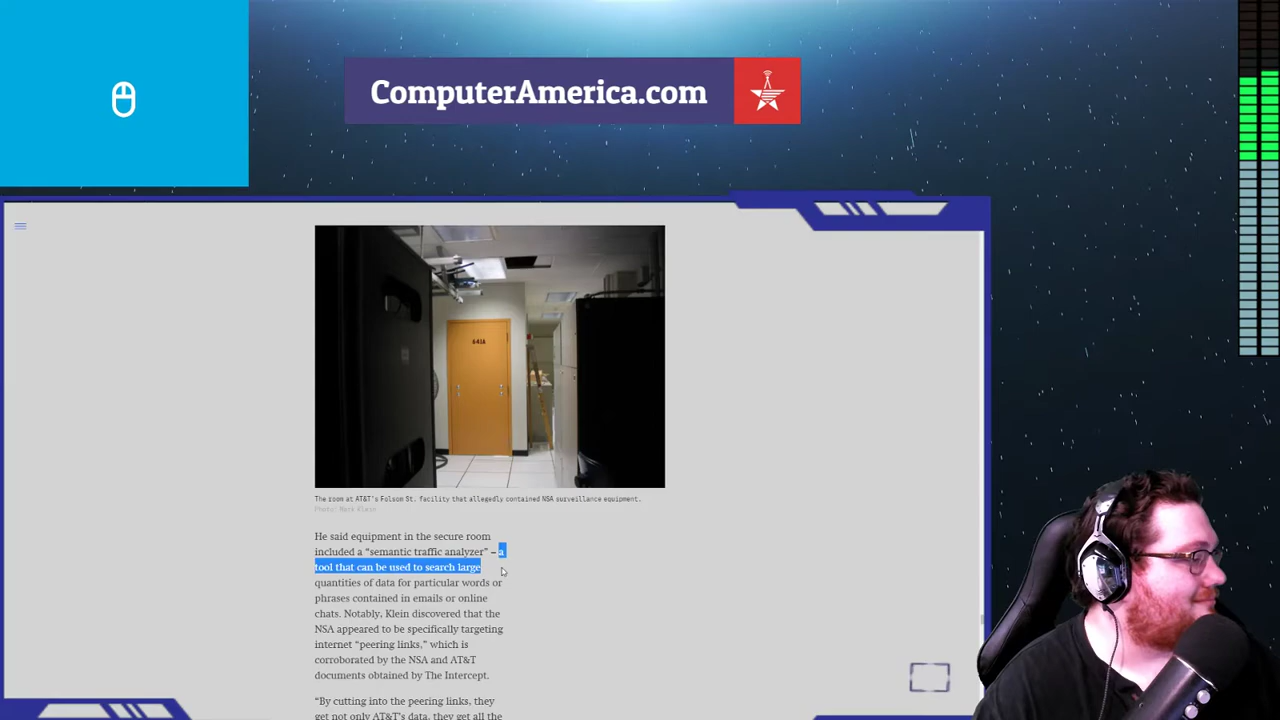 ComputerAmerica.com
641A
The room at AT&T's Folsom St. facility that allegedly contained NSA surveillance equipment.
Photo: Mark Klein
He said equipment in the secure room
included a “semantic traffic analyzer” – a
tool that can be used to search large
quantities of data for particular words or
phrases contained in emails or online
chats. Notably, Klein discovered that the
NSA appeared to be specifically targeting
internet “peering links,” which is
corroborated by the NSA and AT&T
documents obtained by The Intercept.
“By cutting into the peering links, they
get not only AT&T's data, they get all the